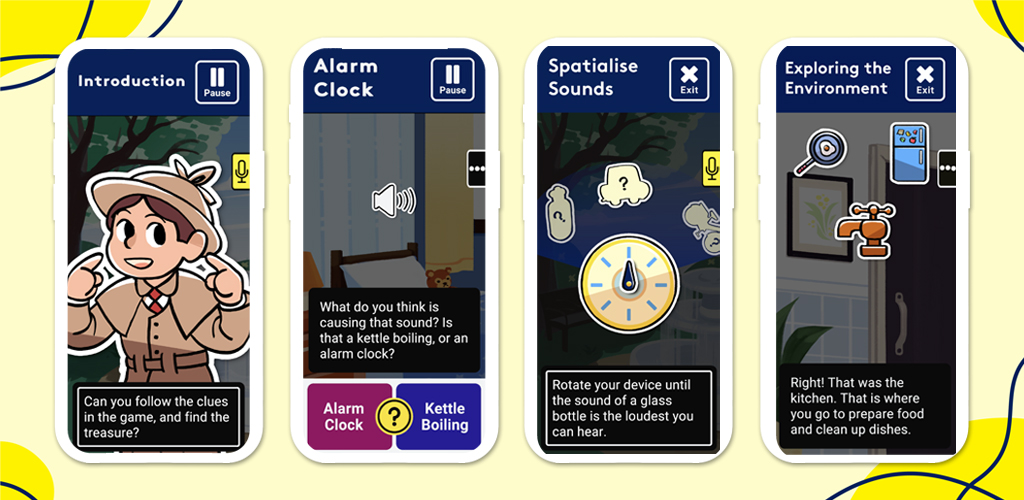 Introduction
Pause
Can you follow the clues
in the game, and find the
treasure?
Alarm
Clock
Pause
What do you think is
causing that sound? Is
that a kettle boiling, or an
alarm clock?
Alarm
Clock
?
Kettle
Boiling
Spatialise
Sounds
Exit
?
?
?
Rotate your device until
the sound of a glass
bottle is the loudest you
can hear.
Exploring the
Environment
Exit
Right! That was the
kitchen. That is where
you go to prepare food
and clean up dishes.